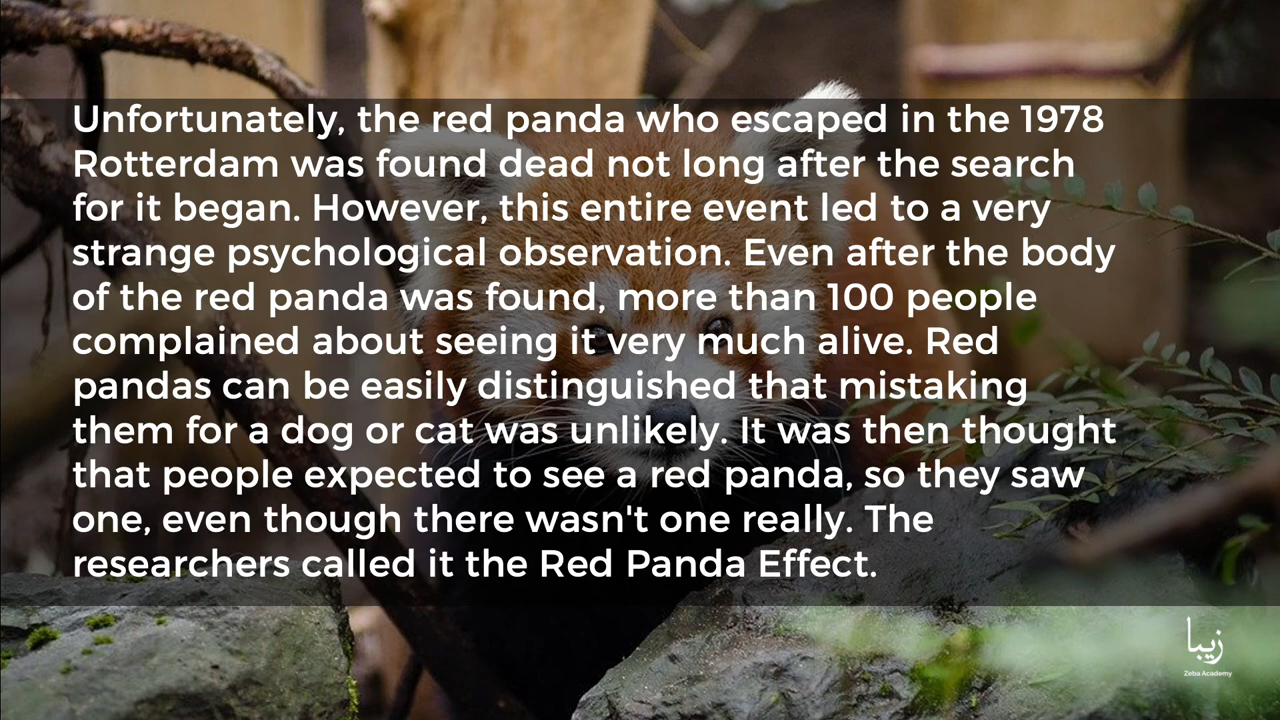 Unfortunately, the red panda who escaped in the 1978
Rotterdam was found dead not long after the search
for it began. However, this entire event led to a very
strange psychological observation. Even after the body
of the red panda was found, more than 100 people
complained about seeing it very much alive. Red
pandas can be easily distinguished that mistaking
them for a dog or cat was unlikely. It was then thought
that people expected to see a red panda, so they saw
one, even though there wasn't one really. The
researchers called it the Red Panda Effect.
زیبا
Zeba Academy